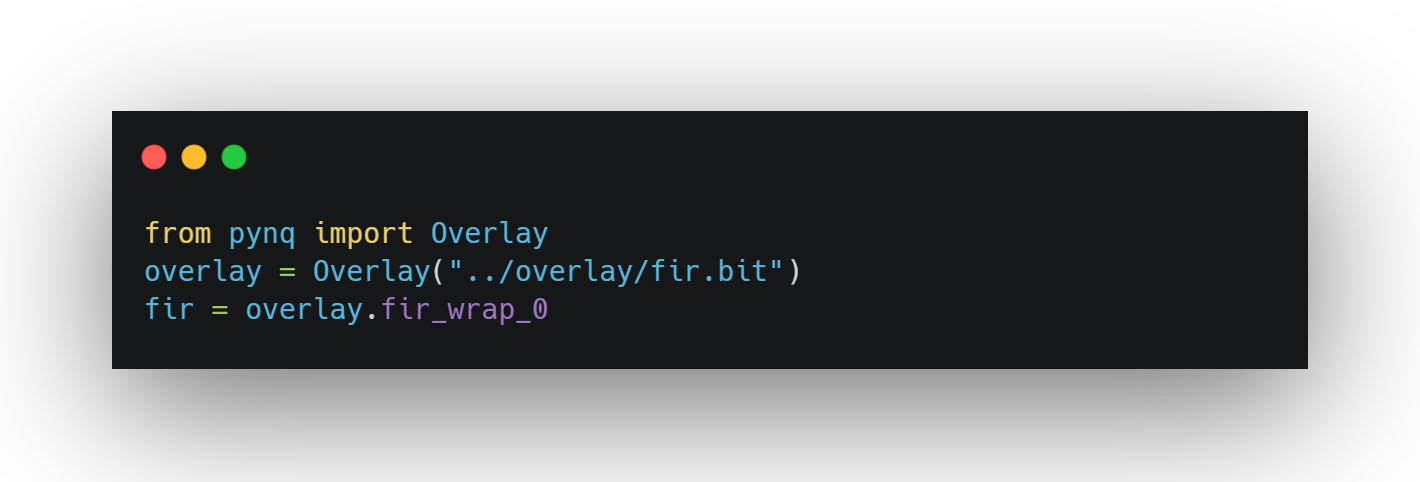 from pynq import Overlay
overlay = Overlay("../overlay/fir.bit")
fir = overlay.fir_wrap_0